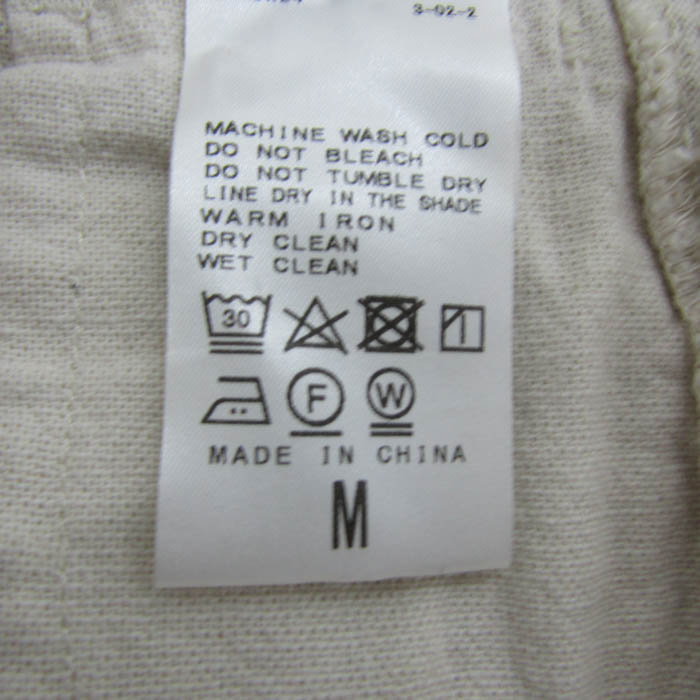 3-02-2
MACHINE WASH COLD
DO NOT BLEACH
DO NOT TUMBLE DRY
LINE DRY IN THE SHADE
WARM IRON
DRY CLEAN
WET CLEAN
30
F W
MADE IN CHINA
M